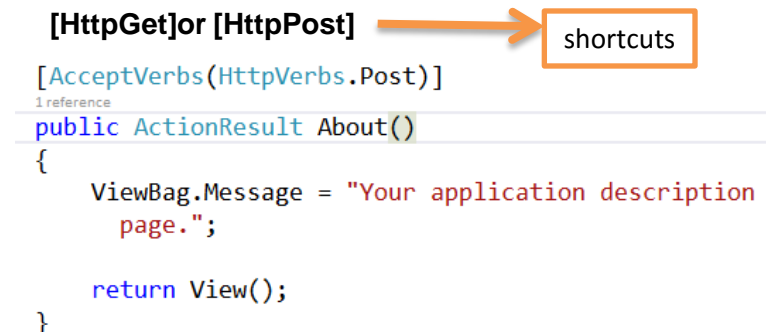 [HttpGet]or [HttpPost]
shortcuts
[AcceptVerbs(HttpVerbs.Post)]
1 reference
public ActionResult About()
{
ViewBag.Message = "Your application description
page.";
return View();
}